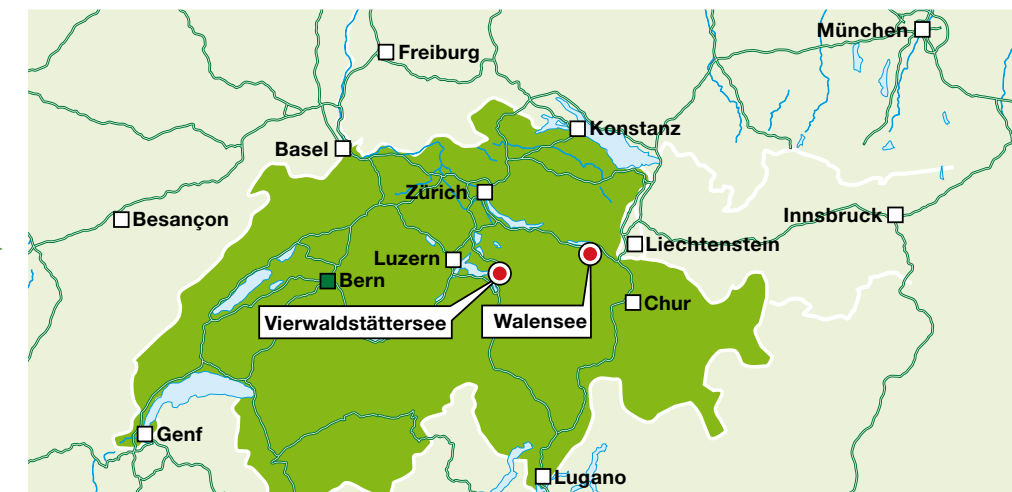 München
Freiburg
Konstanz
Basel
Zürich
Besançon
Innsbruck
Liechtenstein
Luzern
Bern
Chur
Vierwaldstättersee
Walensee
Genf
Lugano